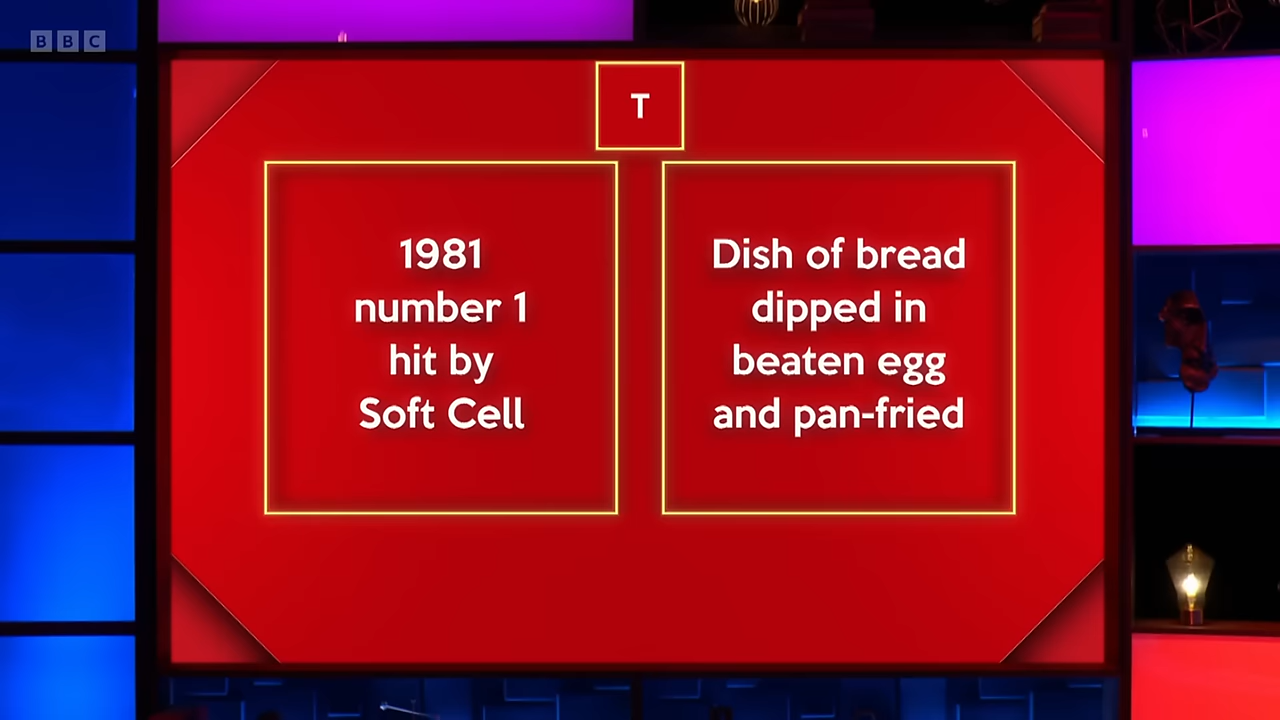 BBC
T
1981
number 1
hit by
Soft Cell
Dish of bread
dipped in
beaten egg
and pan-fried